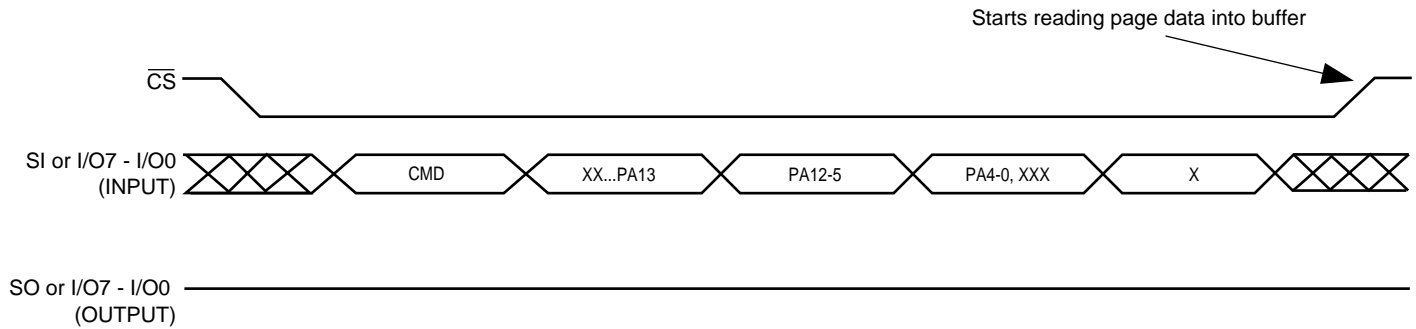 Starts reading page data into buffer
CS
SI or I/O7 - I/O0
(INPUT)
CMD
XX...PA13
PA12-5
PA4-0, XXX
X
SO or I/O7 - I/O0
(OUTPUT)